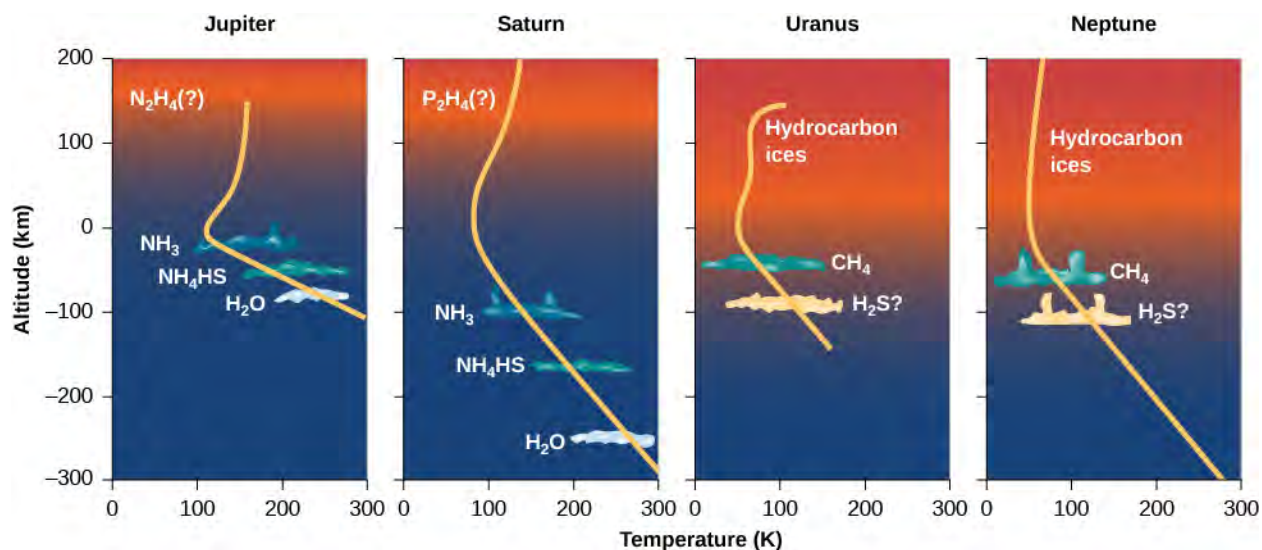 Jupiter
Saturn
Uranus
Neptune
Altitude (km)
200
100
0
–100
–200
–300
N₂H₄(?)
NH₃
NH₄HS
H₂O
0 100 200 300
P₂H₄(?)
NH₃
NH₄HS
H₂O
0 100 200 300
Hydrocarbon
ices
CH₄
H₂S?
0 100 200 300
Hydrocarbon
ices
CH₄
H₂S?
0 100 200 300
Temperature (K)